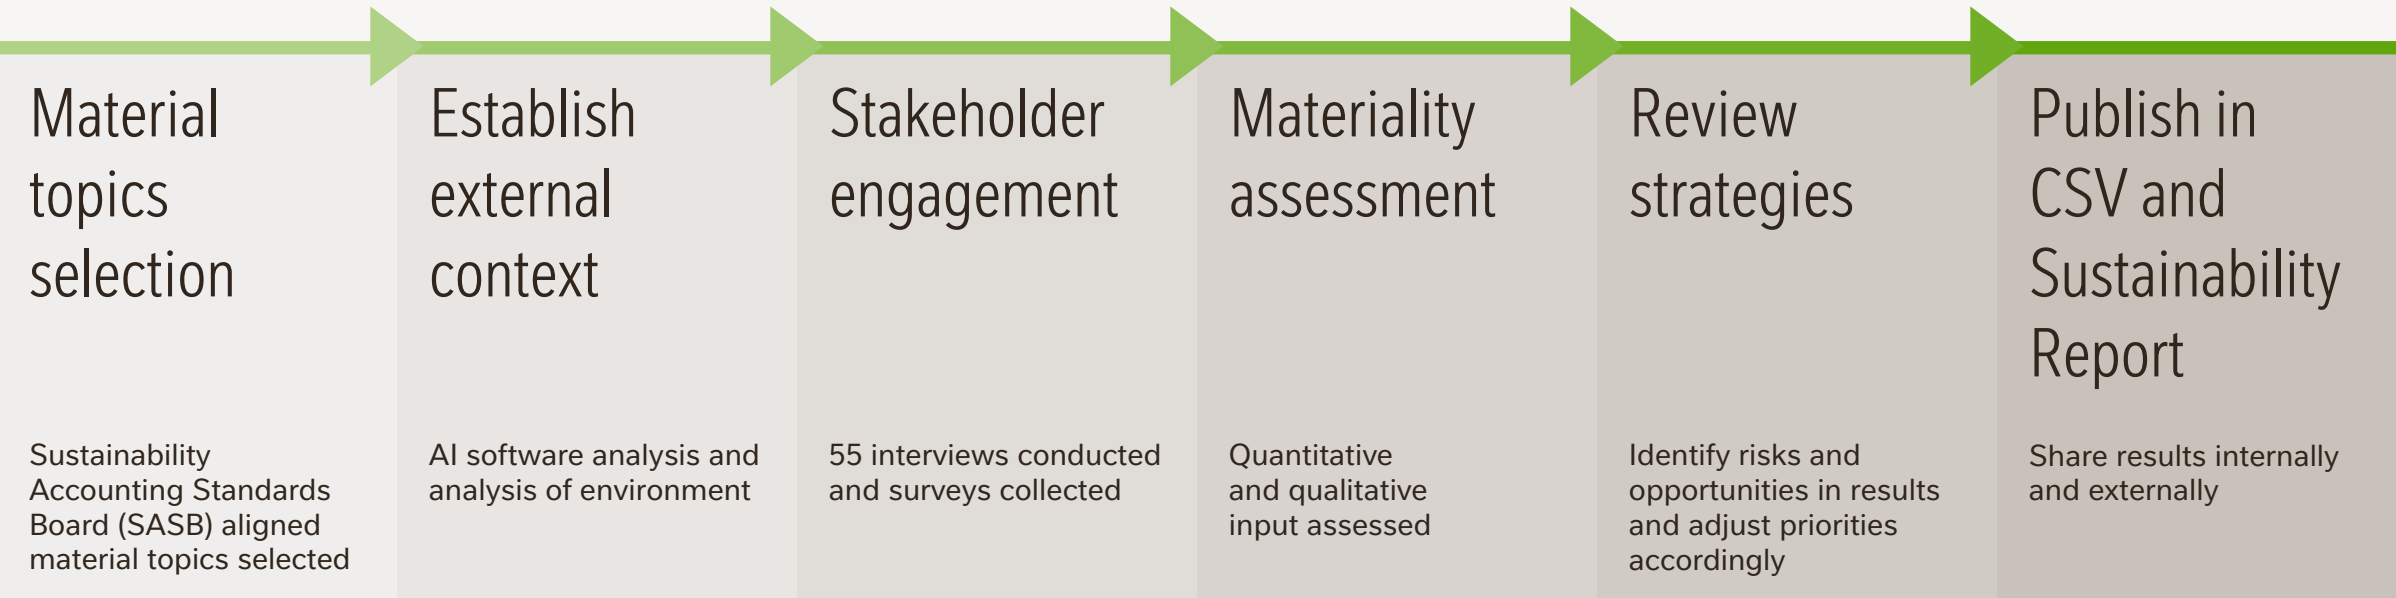 Material
topics
selection
Sustainability
Accounting Standards
Board (SASB) aligned
material topics selected
Establish
external
context
AI software analysis and
analysis of environment
Stakeholder
engagement
55 interviews conducted
and surveys collected
Materiality
assessment
Quantitative
and qualitative
input assessed
Review
strategies
Identify risks and
opportunities in results
and adjust priorities
accordingly
Publish in
CSV and
Sustainability
Report
Share results internally
and externally